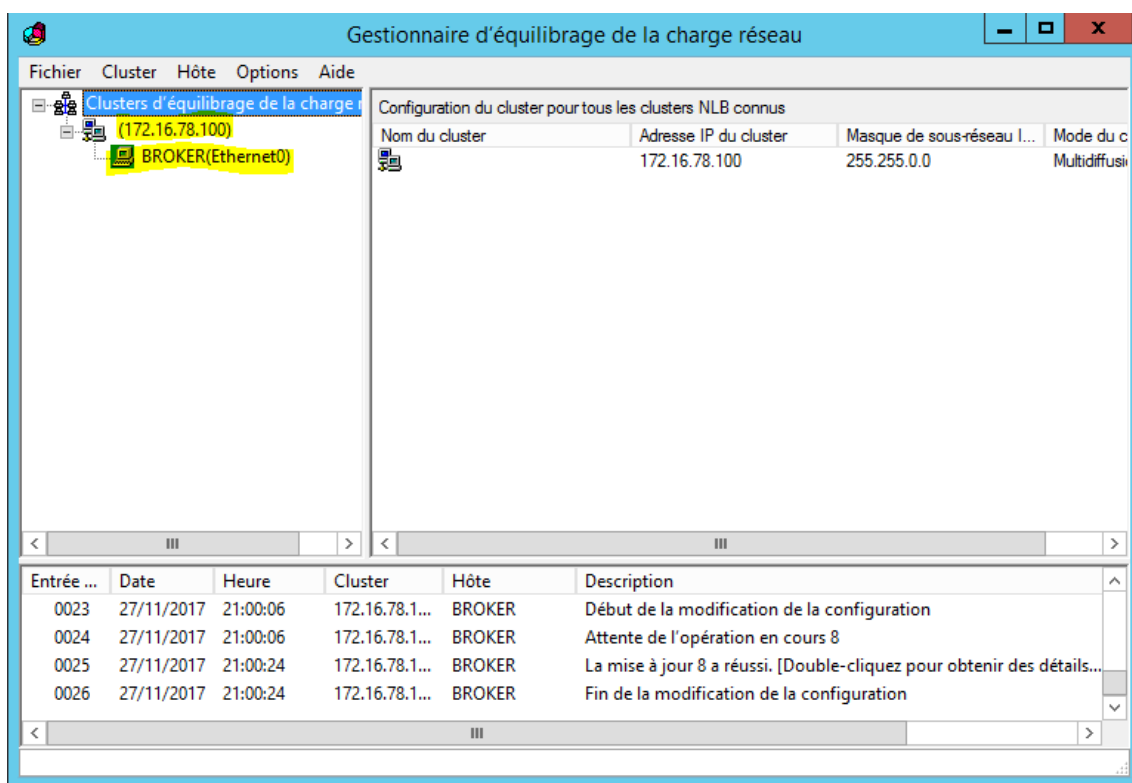 Gestionnaire d'équilibrage de la charge réseau
Fichier Cluster Hôte Options Aide
Clusters d'équilibrage de la charge r
(172.16.78.100)
BROKER(Ethernet0)
Configuration du cluster pour tous les clusters NLB connus
Nom du cluster Adresse IP du cluster Masque de sous-réseau l... Mode du c
172.16.78.100 255.255.0.0 Multidiffusi
Entrée ... Date Heure Cluster Hôte Description
0023 27/11/2017 21:00:06 172.16.78.1... BROKER Début de la modification de la configuration
0024 27/11/2017 21:00:06 172.16.78.1... BROKER Attente de l'opération en cours 8
0025 27/11/2017 21:00:24 172.16.78.1... BROKER La mise à jour 8 a réussi. [Double-cliquez pour obtenir des détails...
0026 27/11/2017 21:00:24 172.16.78.1... BROKER Fin de la modification de la configuration